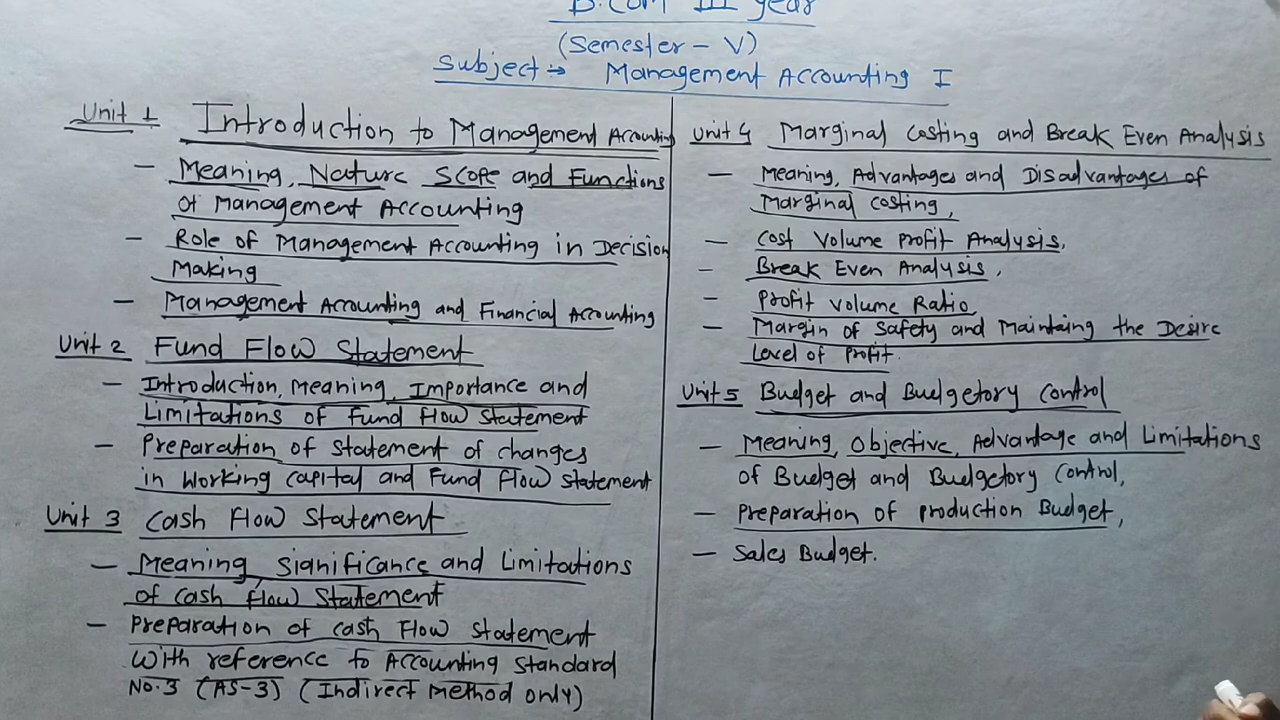 B.Com III year
(Semester - V)
Subject → Management Accounting I
Unit 1 Introduction to Management Accounting
- Meaning, Nature Scope and Functions
of Management Accounting
- Role of Management Accounting in Decision
Making
- Management Accounting and Financial Accounting
Unit 2 Fund Flow Statement
- Introduction, Meaning, Importance and
Limitations of Fund Flow Statement
- Preparation of Statement of changes
in Working capital and Fund Flow Statement
Unit 3 Cash Flow Statement
- Meaning, Significance and Limitations
of Cash flow Statement
- Preparation of cash Flow Statement
With reference to Accounting Standard
No.3 (AS-3) (Indirect Method only)
Unit 4 Marginal Costing and Break Even Analysis
- Meaning, Advantages and Disadvantages of
Marginal costing,
- Cost Volume Profit Analysis,
- Break Even Analysis,
- Profit Volume Ratio
- Margin of Safety and Maintaing the Desire
Level of Profit.
Unit 5 Budget and Budgetory Control
- Meaning, Objective, Advantage and Limitations
of Budget and Budgetory Control,
- Preparation of production Budget,
- Sales Budget.